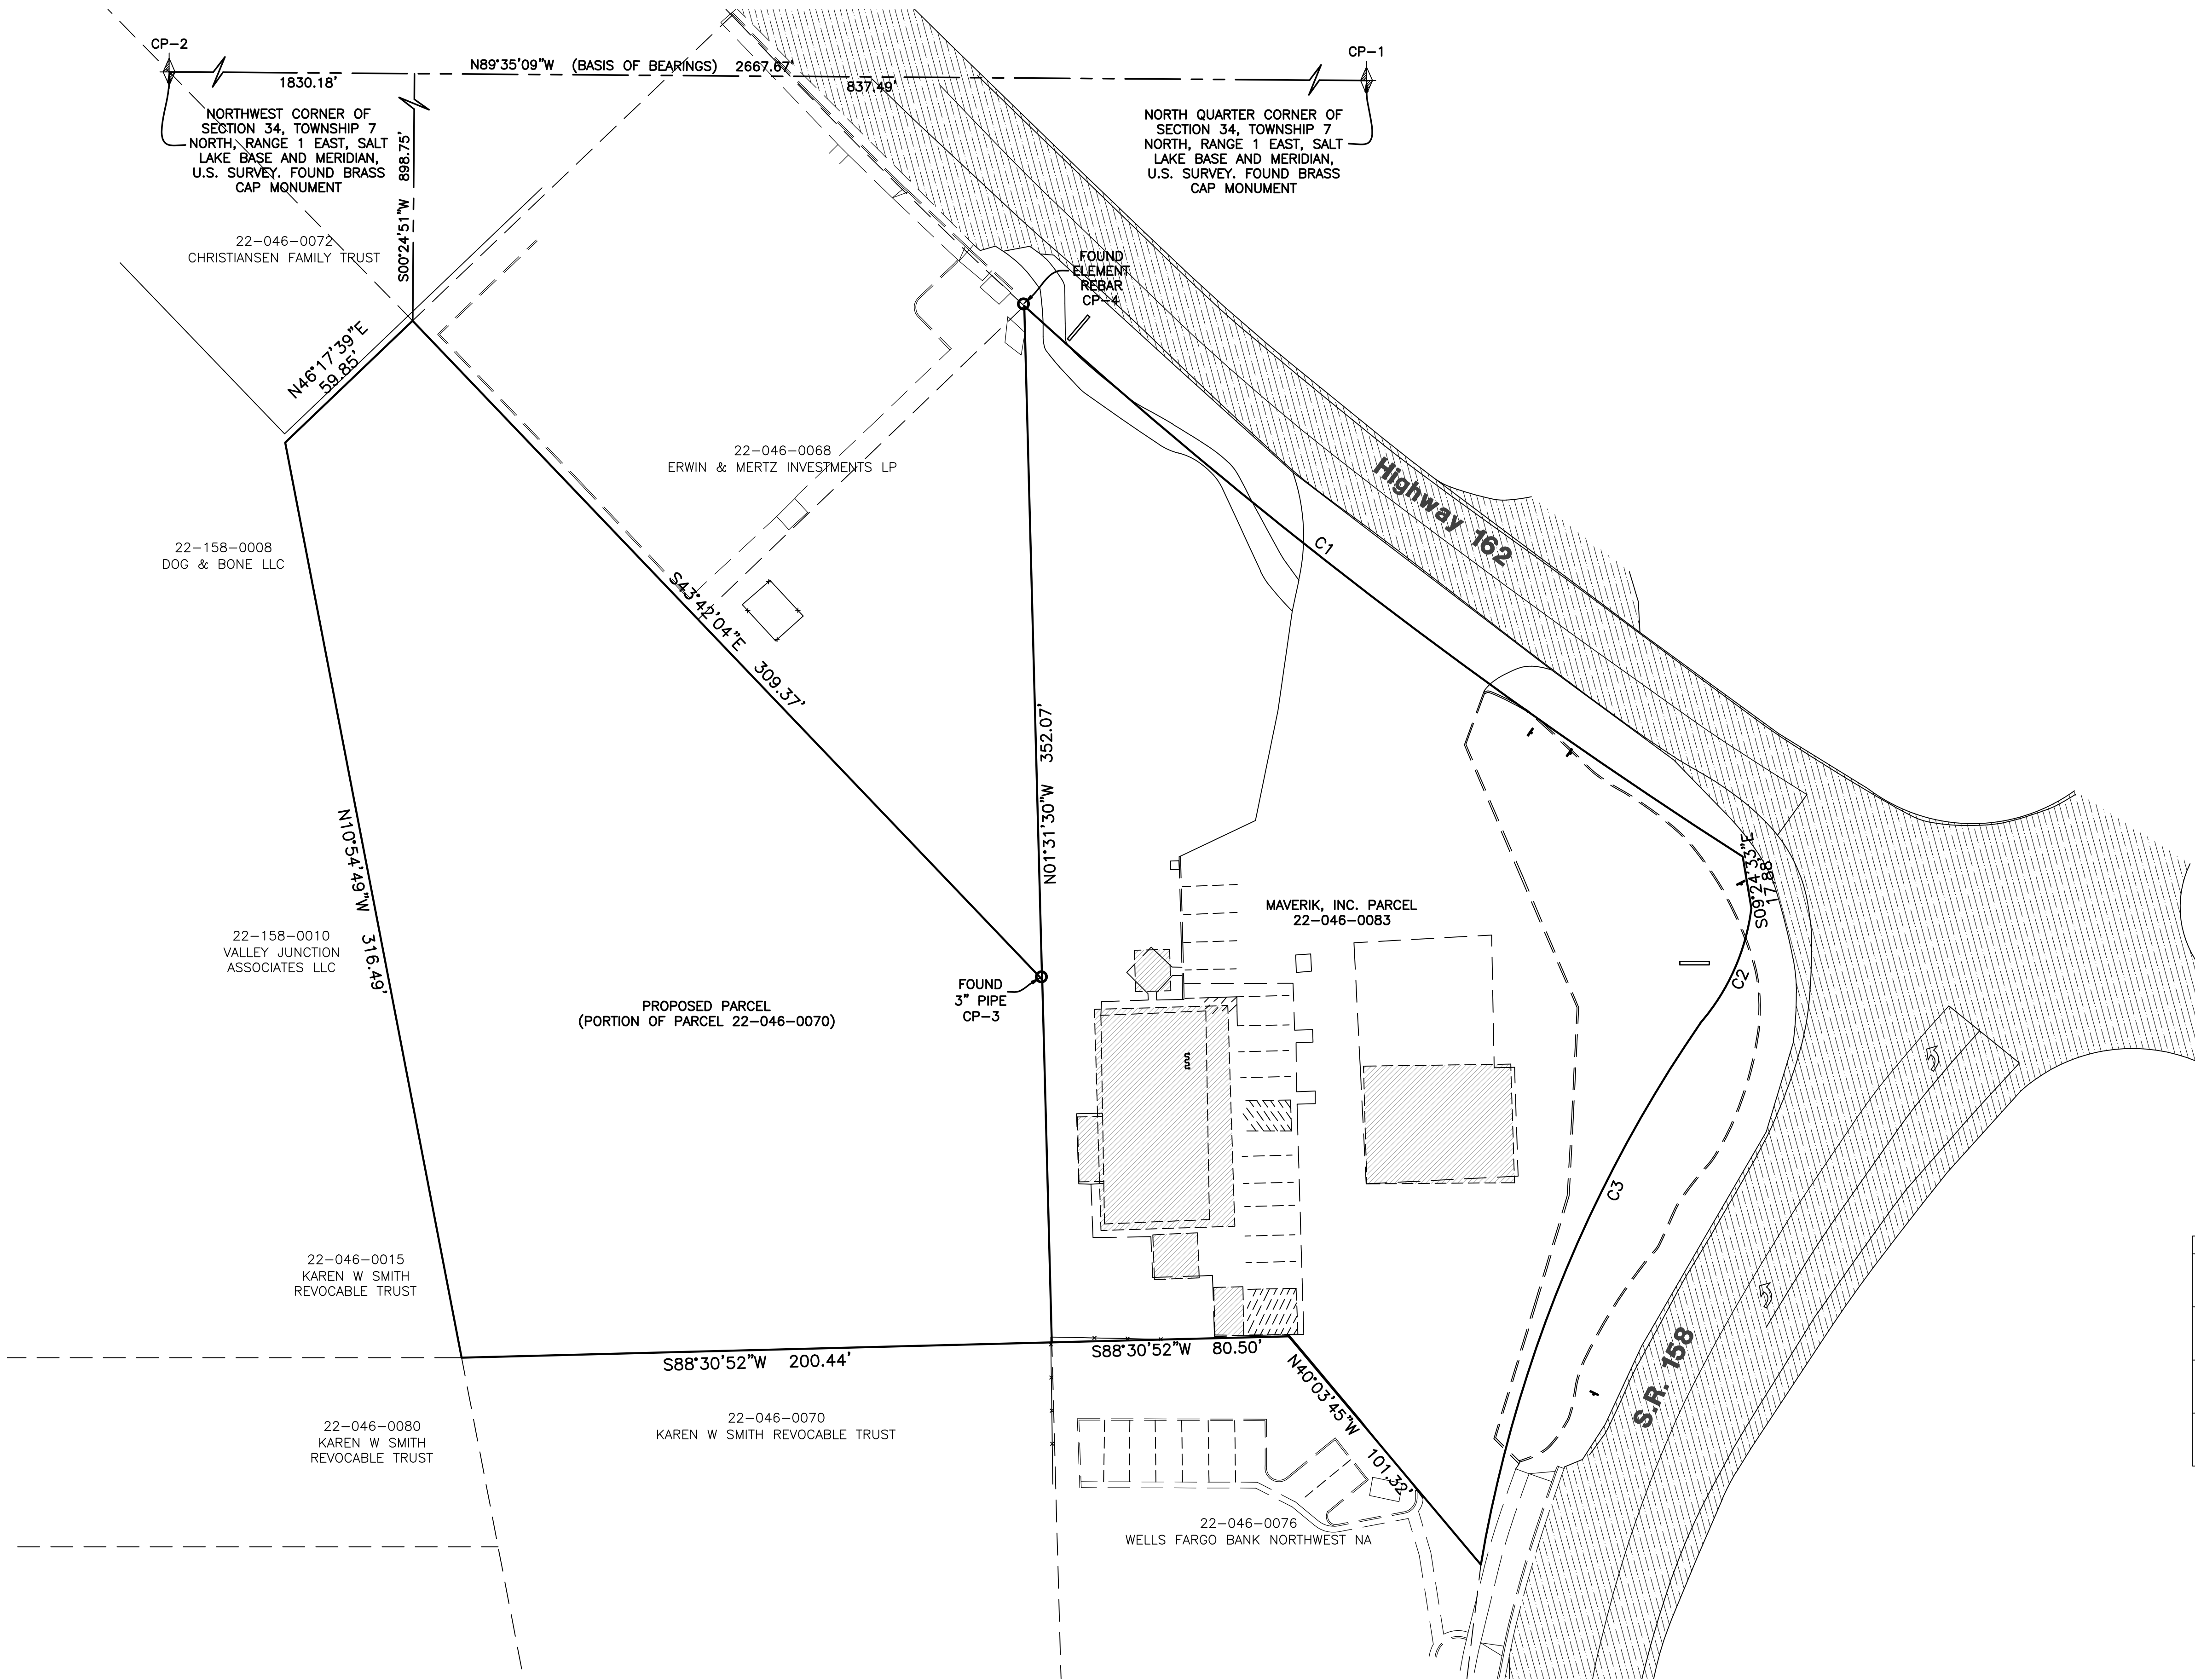 CP-2
CP-1
N89°35'09"W (BASIS OF BEARINGS) 2667.67'
1830.18'
837.49'
NORTHWEST CORNER OF
SECTION 34, TOWNSHIP 7
NORTH, RANGE 1 EAST, SALT
LAKE BASE AND MERIDIAN,
U.S. SURVEY. FOUND BRASS
CAP MONUMENT
S00°24'51"W 898.75'
NORTH QUARTER CORNER OF
SECTION 34, TOWNSHIP 7
NORTH, RANGE 1 EAST, SALT
LAKE BASE AND MERIDIAN,
U.S. SURVEY. FOUND BRASS
CAP MONUMENT
22-046-0072
CHRISTIANSEN FAMILY TRUST
FOUND
ELEMENT
REBAR
CP-4
N46°17'39"E
59.85'
22-046-0068
ERWIN & MERTZ INVESTMENTS LP
Highway 162
C1
22-158-0008
DOG & BONE LLC
S43°42'04"E 309.37'
N01°31'30"W 352.07'
N10°54'49"W 316.49'
S09°24'33"E
17.88'
MAVERIK, INC. PARCEL
22-046-0083
22-158-0010
VALLEY JUNCTION
ASSOCIATES LLC
C2
FOUND
3" PIPE
CP-3
PROPOSED PARCEL
(PORTION OF PARCEL 22-046-0070)
C3
22-046-0015
KAREN W SMITH
REVOCABLE TRUST
S88°30'52"W 200.44'
S88°30'52"W 80.50'
N40°03'45"W 101.32'
S.R. 158
22-046-0080
KAREN W SMITH
REVOCABLE TRUST
22-046-0070
KAREN W SMITH REVOCABLE TRUST
22-046-0076
WELLS FARGO BANK NORTHWEST NA